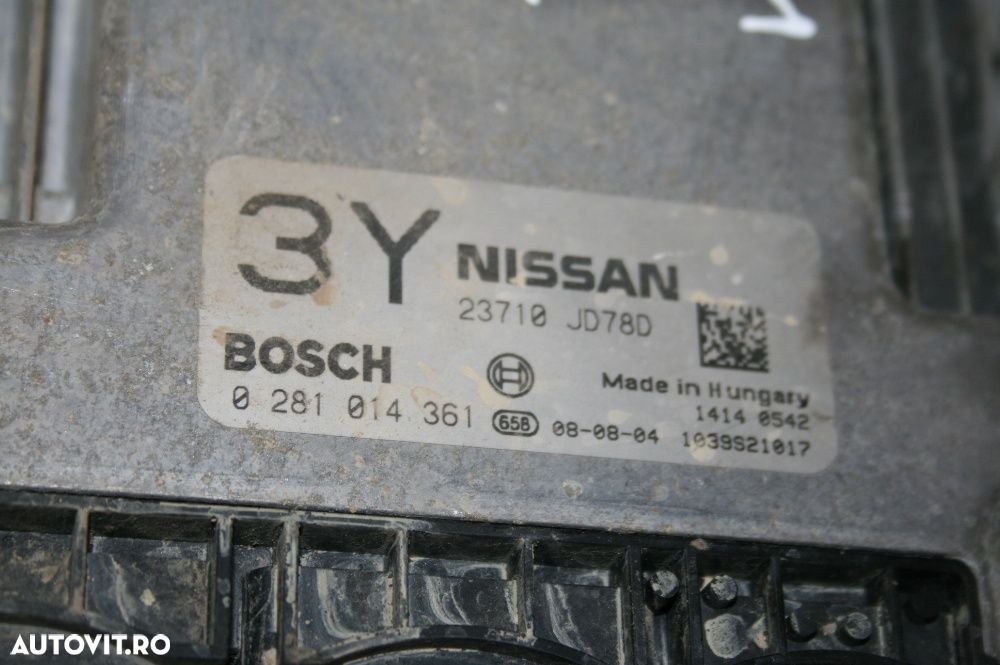 3Y NISSAN
23710 JD78D
BOSCH
Made in Hungary
0 281 014 361
1414 0542
658 08-08-04 1039S21017
AUTOVIT.RO